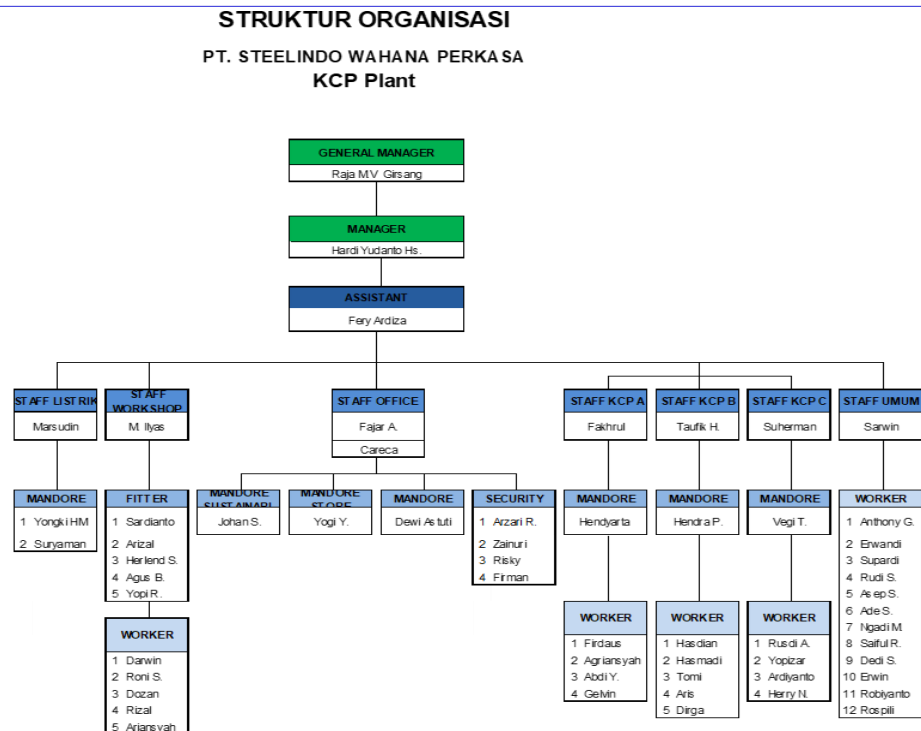 STRUKTUR ORGANISASI
PT. STEELINDO WAHANA PERKASA
KCP Plant
GENERAL MANAGER
Raja M.V Girsang
MANAGER
Hardi Yudanto Hs.
ASSISTANT
Fery Ardiza
STAFF LISTRIK
Marsudin
STAFF
WORKSHOP
M. Ilyas
STAFF OFFICE
Fajar A.
Careca
STAFF KCP A
Fakhrul
STAFF KCP B
Taufik H.
STAFF KCP C
Suherman
STAFF UMUM
Sarwin
MANDORE
1 Yongki HM
2 Suryaman
FITTER
1 Sardianto
2 Arizal
3 Herlend S.
4 Agus B.
5 Yopi R.
MANDORE
Johan S.
MANDORE
STORE
Yogi Y.
MANDORE
Dewi Astuti
SECURITY
1 Arzari R.
2 Zainuri
3 Risky
4 Firman
MANDORE
Hendyarta
MANDORE
Hendra P.
MANDORE
Vegi T.
WORKER
1 Anthony G.
2 Erwandi
3 Supardi
4 Rudi S.
5 Asep S.
6 Ade S.
7 Ngadi M.
8 Saiful R.
9 Dedi S.
10 Erwin
11 Robiyanto
12 Rospili
WORKER
1 Darwin
2 Roni S.
3 Dozan
4 Rizal
5 Ariansyah
WORKER
1 Firdaus
2 Agriansyah
3 Abdi Y.
4 Gelvin
WORKER
1 Hasdian
2 Hasmadi
3 Tomi
4 Aris
5 Dirga
WORKER
1 Rusdi A.
2 Yopizar
3 Ardiyanto
4 Herry N.